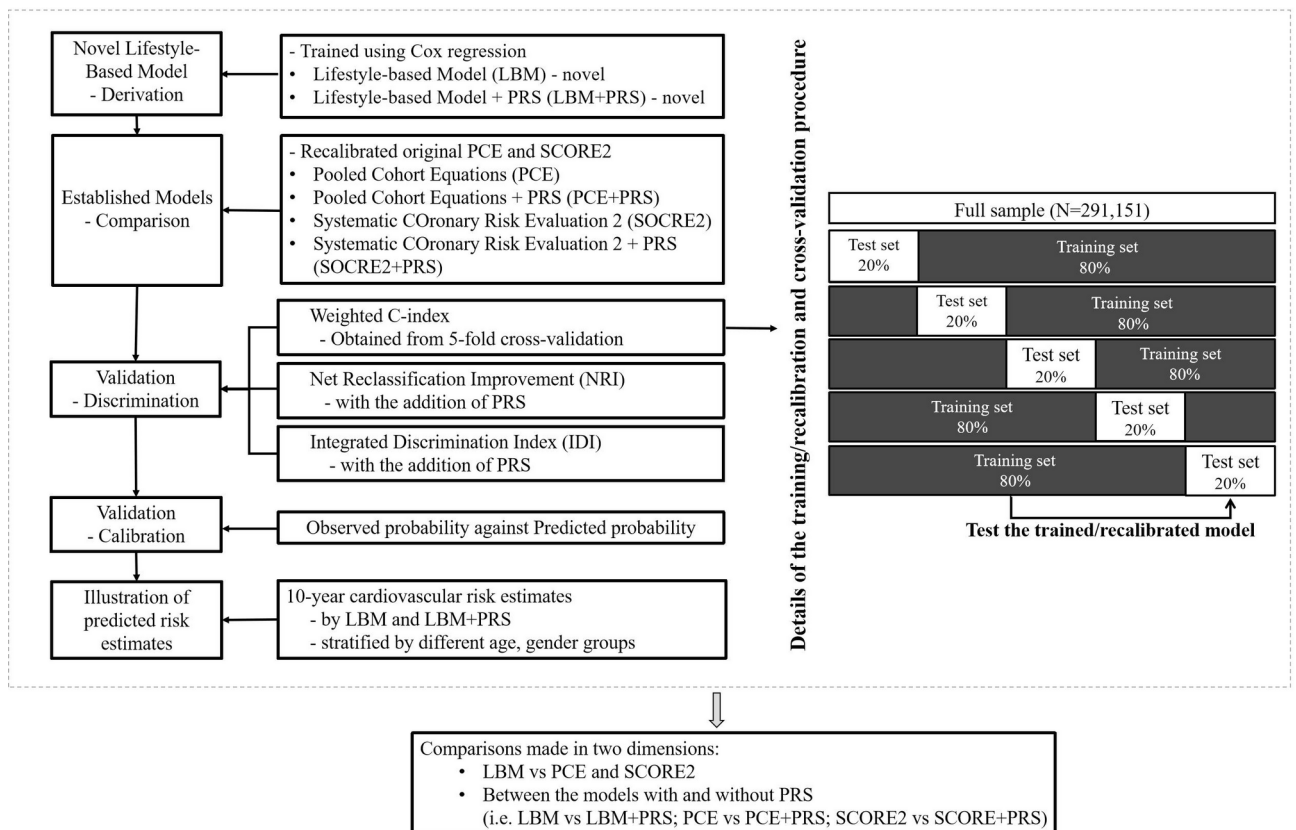 Novel Lifestyle-
Based Model
- Derivation
- Trained using Cox regression
• Lifestyle-based Model (LBM) - novel
• Lifestyle-based Model + PRS (LBM+PRS) - novel
Established Models
- Comparison
- Recalibrated original PCE and SCORE2
• Pooled Cohort Equations (PCE)
• Pooled Cohort Equations + PRS (PCE+PRS)
• Systematic COronary Risk Evaluation 2 (SOCRE2)
• Systematic COronary Risk Evaluation 2 + PRS
(SOCRE2+PRS)
Validation
- Discrimination
Weighted C-index
- Obtained from 5-fold cross-validation
Net Reclassification Improvement (NRI)
- with the addition of PRS
Integrated Discrimination Index (IDI)
- with the addition of PRS
Validation
- Calibration
Observed probability against Predicted probability
Illustration of
predicted risk
estimates
10-year cardiovascular risk estimates
- by LBM and LBM+PRS
- stratified by different age, gender groups
Details of the training/recalibration and cross-validation procedure
Full sample (N=291,151)
Test set
20%
Training set
80%
Test set
20%
Training set
80%
Test set
20%
Training set
80%
Training set
80%
Test set
20%
Training set
80%
Test set
20%
Test the trained/recalibrated model
Comparisons made in two dimensions:
• LBM vs PCE and SCORE2
• Between the models with and without PRS
(i.e. LBM vs LBM+PRS; PCE vs PCE+PRS; SCORE2 vs SCORE+PRS)